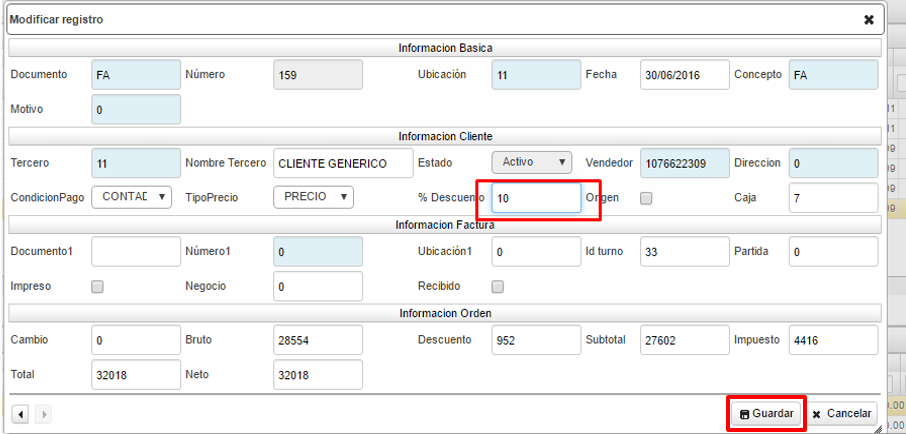 Modificar registro
Informacion Basica
Documento FA Número 159 Ubicación 11 Fecha 30/06/2016 Concepto FA
Motivo 0
Informacion Cliente
Tercero 11 Nombre Tercero CLIENTE GENERICO Estado Activo Vendedor 1076622309 Direccion 0
CondicionPago CONTAD TipoPrecio PRECIO % Descuento 10 Origen Caja 7
Informacion Factura
Documento1 Número1 0 Ubicación1 0 Id turno 33 Partida 0
Impreso Negocio 0 Recibido
Informacion Orden
Cambio 0 Bruto 28554 Descuento 952 Subtotal 27602 Impuesto 4416
Total 32018 Neto 32018
Guardar Cancelar